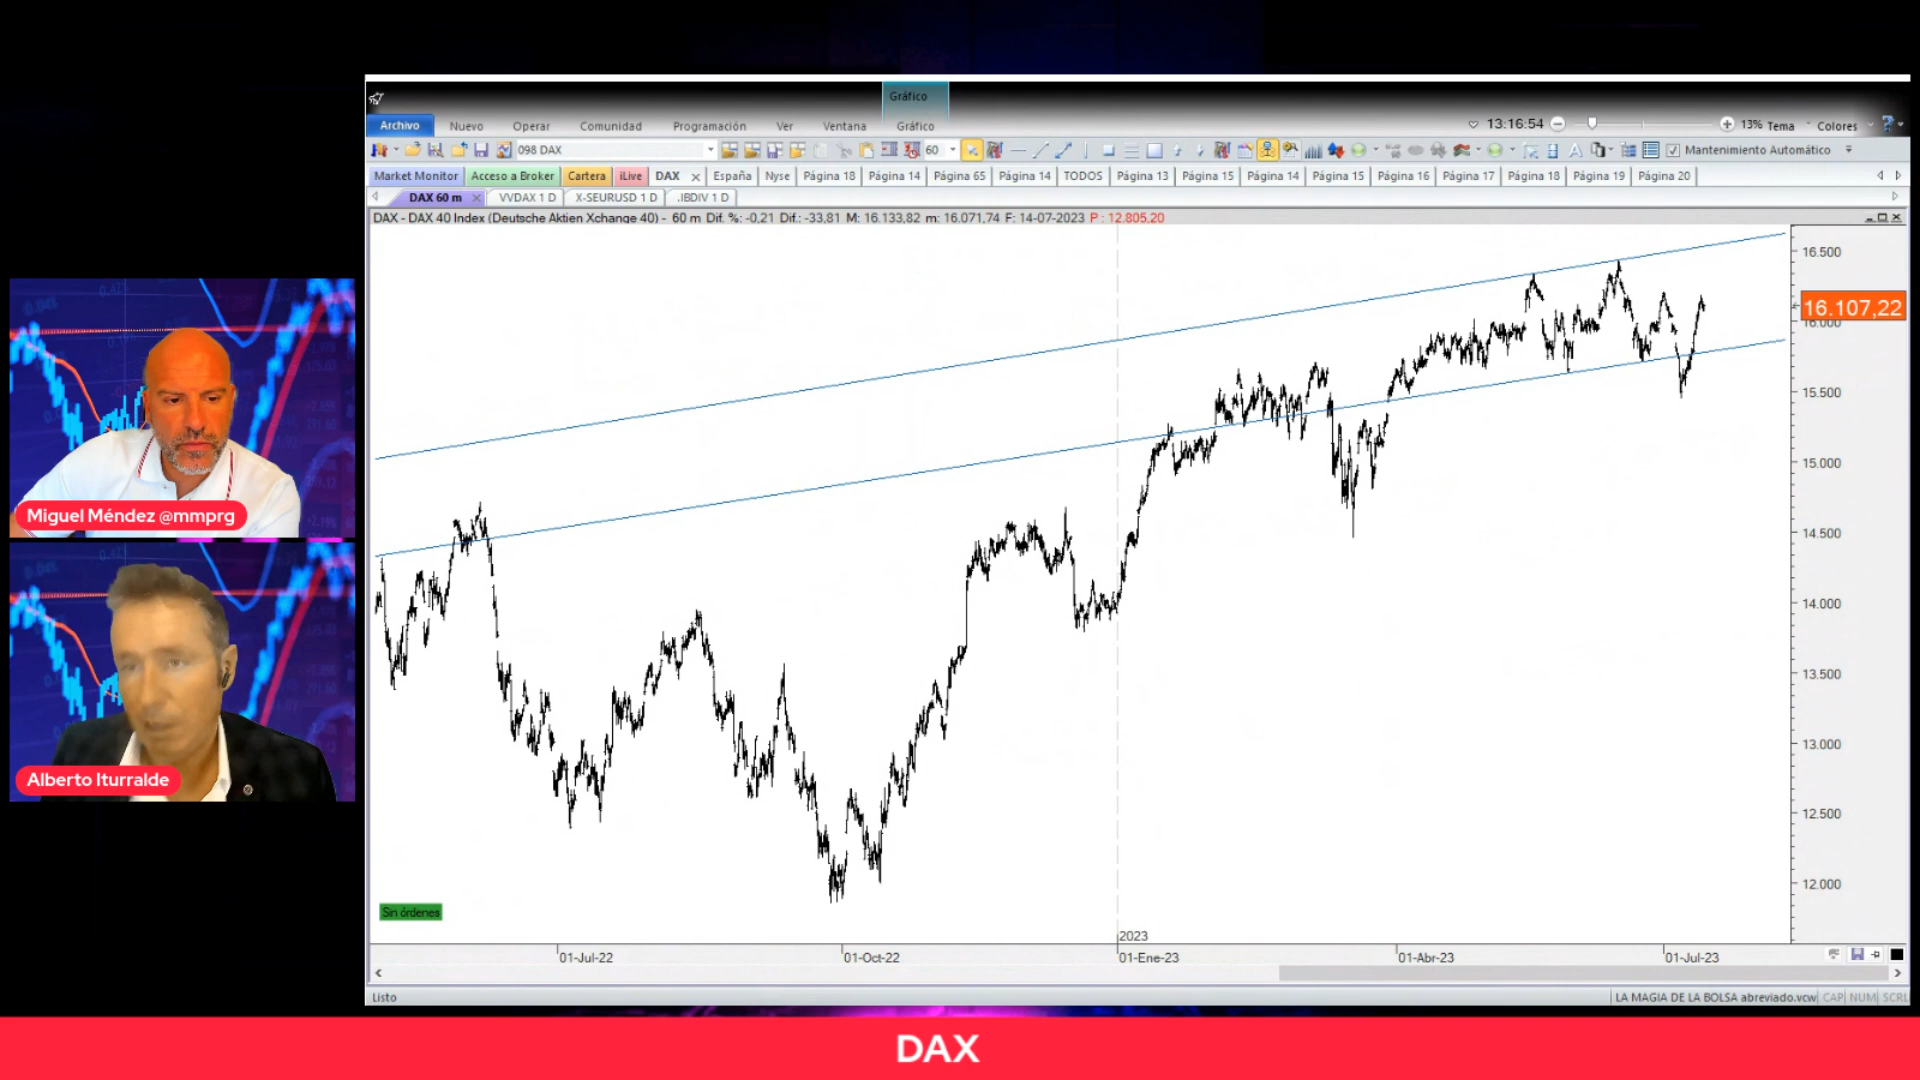 Gráfico
Archivo Nuevo Operar Comunidad Programación Ver Ventana Gráfico
13:16:54 13% Tema Colores
098 DAX 60 Mantenimiento Automático
Market Monitor Acceso a Broker Cartera iLive DAX España Nyse Página 18 Página 14 Página 65 Página 14 TODOS Página 13 Página 15 Página 14 Página 15 Página 16 Página 17 Página 18 Página 19 Página 20
DAX 60 m VVDAX 1 D X-SEURUSD 1 D .IBDIV 1 D
DAX - DAX 40 Index (Deutsche Aktien Xchange 40) - 60 m Dif. %: -0,21 Dif.: -33,81 M: 16.133,82 m: 16.071,74 F: 14-07-2023 P : 12.805,20
16.500
16.107,22
16.000
15.500
15.000
14.500
14.000
13.500
13.000
12.500
12.000
Miguel Méndez @mmprg
Alberto Iturralde
Sin órdenes
2023
01-Jul-22 01-Oct-22 01-Ene-23 01-Abr-23 01-Jul-23
Listo LA MAGIA DE LA BOLSA abreviado.vcw CAP NUM SCRL
DAX